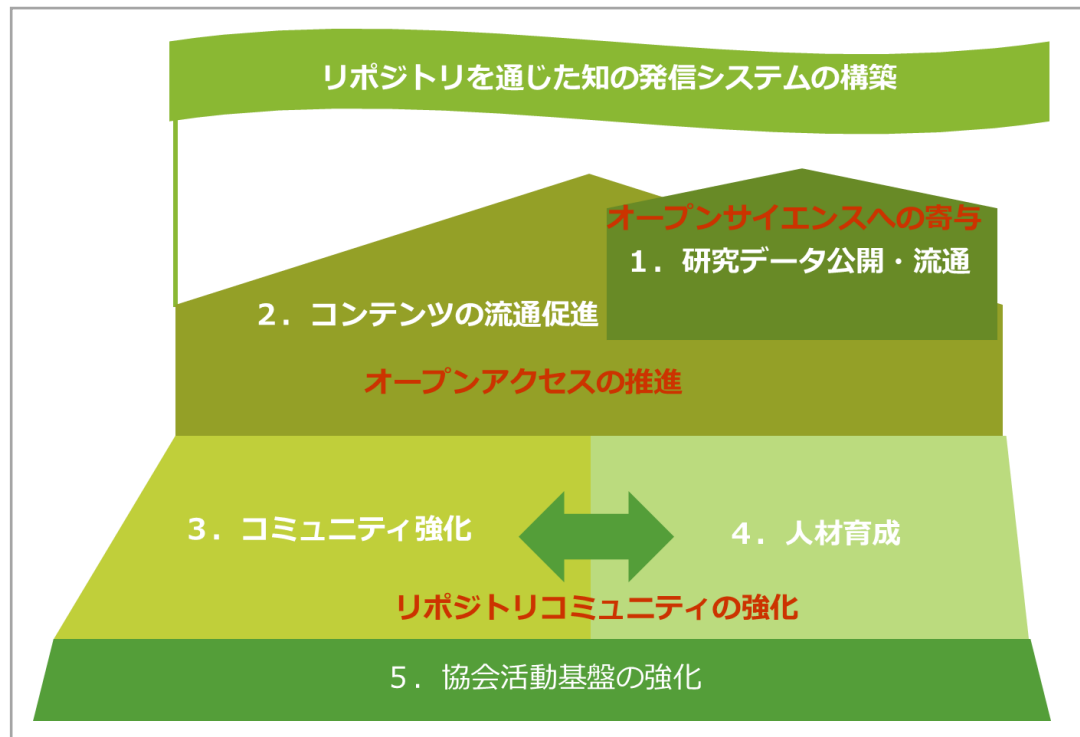 リポジトリを通じた知の発信システムの構築
オープンサイエンスへの寄与
1．研究データ公開・流通
2．コンテンツの流通促進
オープンアクセスの推進
3．コミュニティ強化
4．人材育成
リポジトリコミュニティの強化
5．協会活動基盤の強化